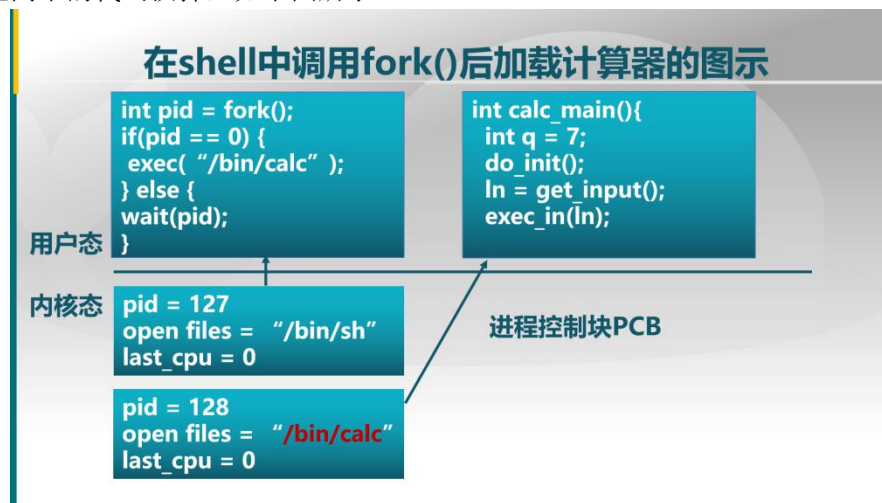 在shell中调用fork()后加载计算器的图示
int pid = fork();
if(pid == 0) {
exec( “/bin/calc” );
} else {
wait(pid);
}
int calc_main(){
int q = 7;
do_init();
ln = get_input();
exec_in(ln);
用户态
内核态
pid = 127
open files = “/bin/sh”
last_cpu = 0
进程控制块PCB
pid = 128
open files = “/bin/calc”
last_cpu = 0